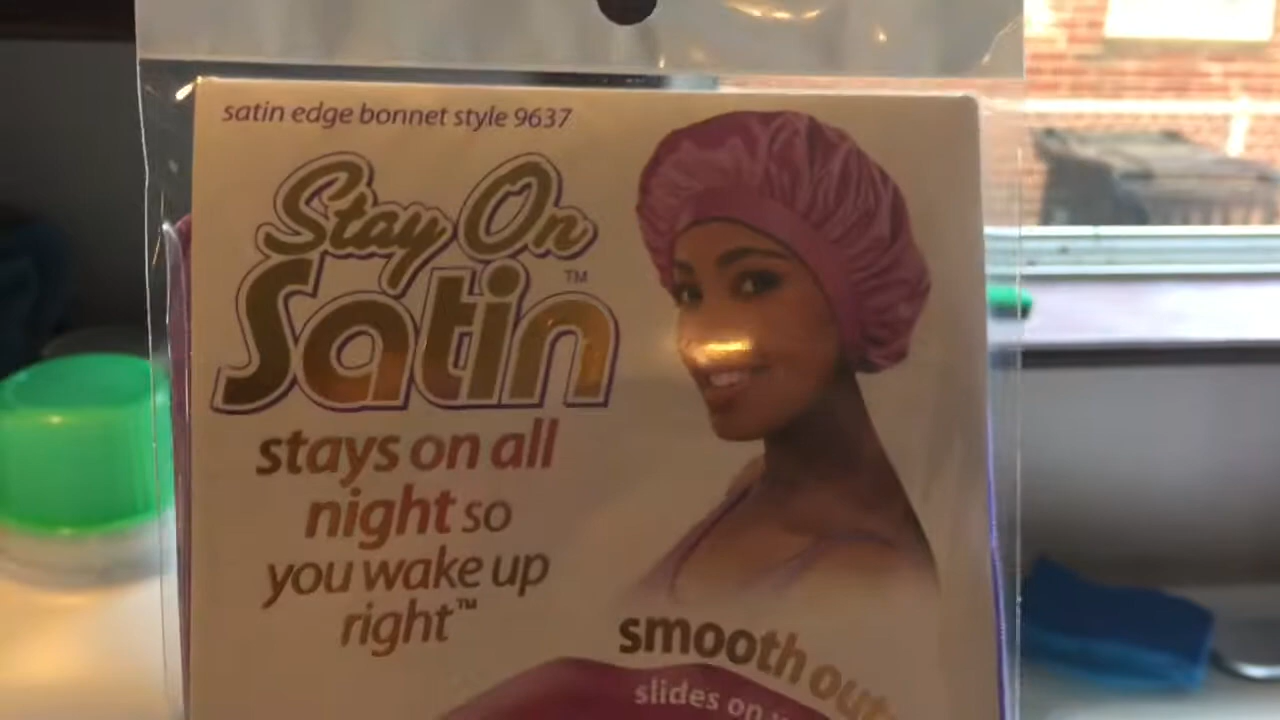 satin edge bonnet style 9637
Stay On
Satin™
stays on all
night so
you wake up
right™
smooth out
slides on